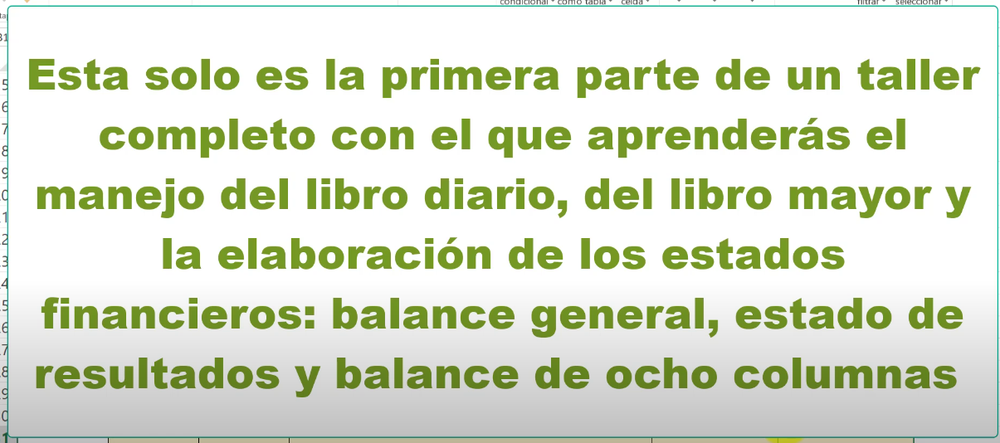 condicional como tabla celda filtrar seleccionar
Esta solo es la primera parte de un taller
completo con el que aprenderás el
manejo del libro diario, del libro mayor y
la elaboración de los estados
financieros: balance general, estado de
resultados y balance de ocho columnas